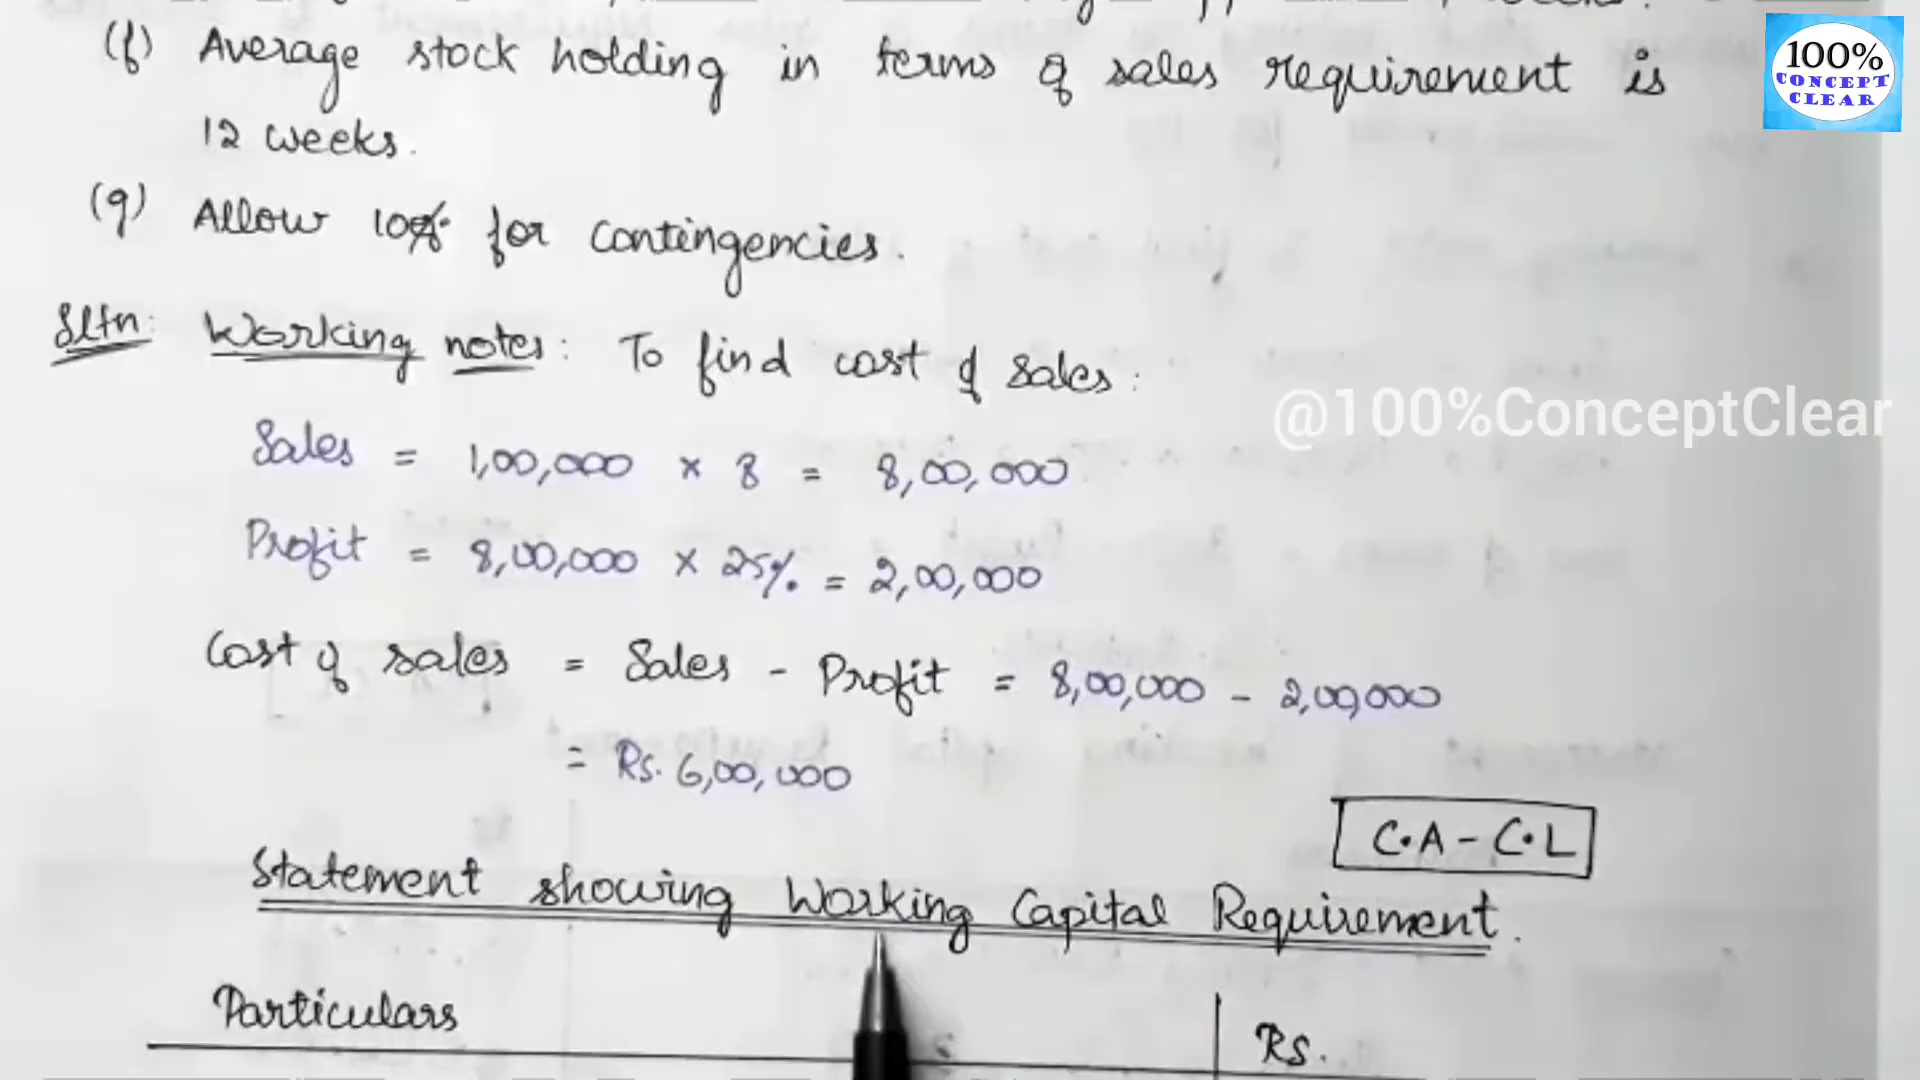 (f) Average stock holding in terms of sales requirement is
12 weeks.
(g) Allow 10% for contingencies.
Sltn: Working notes: To find cost of sales:
Sales = 1,00,000 × 8 = 8,00,000
Profit = 8,00,000 × 25% = 2,00,000
Cost of sales = Sales - Profit = 8,00,000 - 2,00,000
= Rs. 6,00,000
C.A - C.L
Statement showing Working Capital Requirement.
Particulars Rs.
100%
CONCEPT
CLEAR
@100%ConceptClear